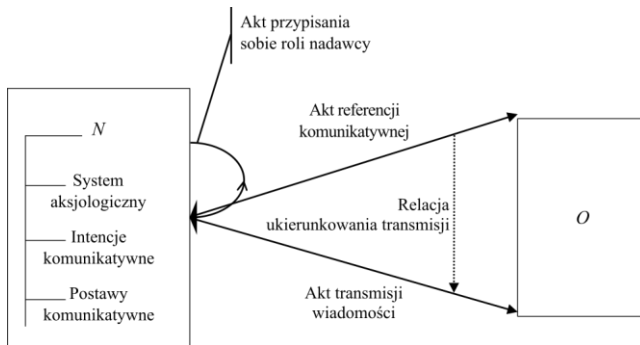 Akt przypisania
sobie roli nadawcy
N
System
aksjologiczny
Intencje
komunikatywne
Postawy
komunikatywne
Akt referencji
komunikatywnej
Relacja
ukierunkowania transmisji
Akt transmisji
wiadomości
O